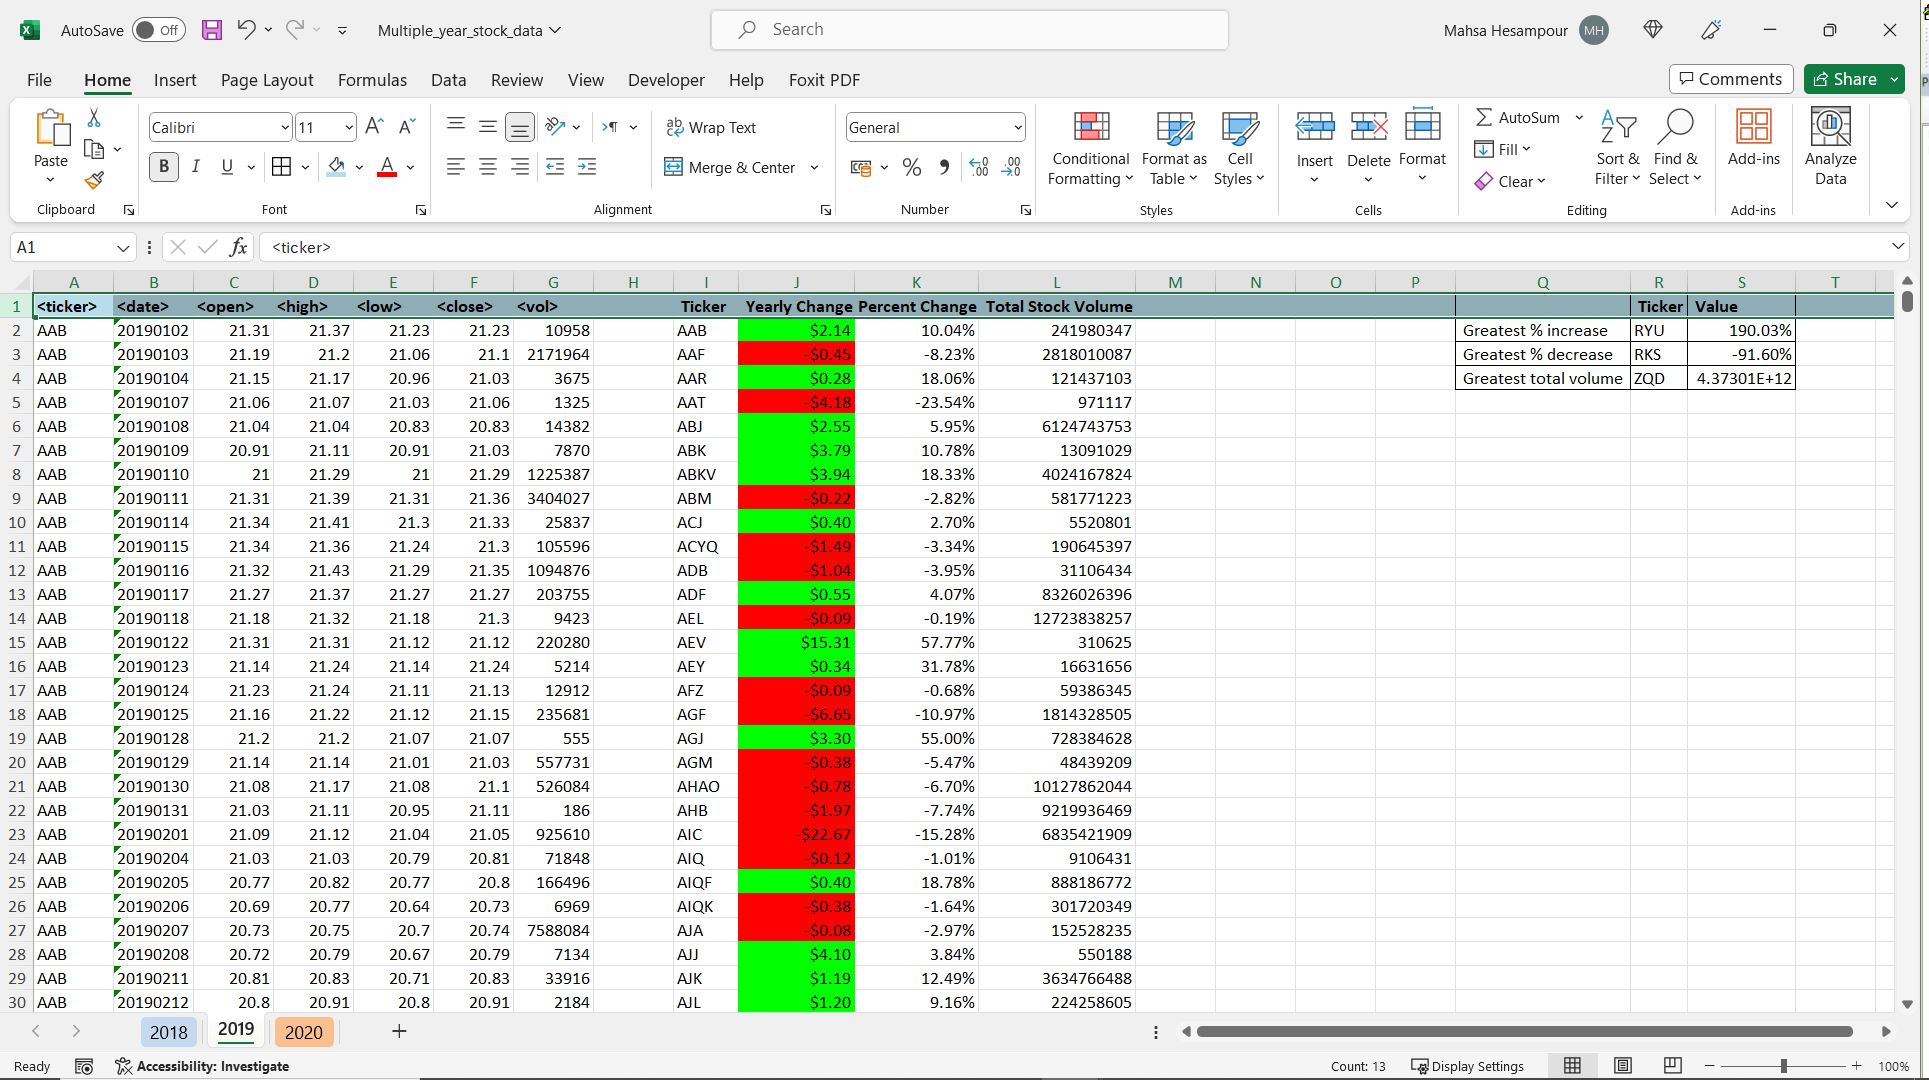 AutoSave Off Multiple_year_stock_data Search Mahsa Hesampour MH
File Home Insert Page Layout Formulas Data Review View Developer Help Foxit PDF Comments Share
Paste Calibri 11 Wrap Text General Conditional Formatting Format as Table Cell Styles Insert Delete Format AutoSum Fill Clear Sort & Filter Find & Select Add-ins Analyze Data
B I U Merge & Center
Clipboard Font Alignment Number Styles Cells Editing Add-ins
A1 fx <ticker>
A B C D E F G H I J K L M N O P Q R S T
1 <ticker> <date> <open> <high> <low> <close> <vol> Ticker Yearly Change Percent Change Total Stock Volume Ticker Value
2 AAB 20190102 21.31 21.37 21.23 21.23 10958 AAB $2.14 10.04% 241980347 Greatest % increase RYU 190.03%
3 AAB 20190103 21.19 21.2 21.06 21.1 2171964 AAF -$0.45 -8.23% 2818010087 Greatest % decrease RKS -91.60%
4 AAB 20190104 21.15 21.17 20.96 21.03 3675 AAR $0.28 18.06% 121437103 Greatest total volume ZQD 4.37301E+12
5 AAB 20190107 21.06 21.07 21.03 21.06 1325 AAT -$4.18 -23.54% 971117
6 AAB 20190108 21.04 21.04 20.83 20.83 14382 ABJ $2.55 5.95% 6124743753
7 AAB 20190109 20.91 21.11 20.91 21.03 7870 ABK $3.79 10.78% 13091029
8 AAB 20190110 21 21.29 21 21.29 1225387 ABKV $3.94 18.33% 4024167824
9 AAB 20190111 21.31 21.39 21.31 21.36 3404027 ABM -$0.22 -2.82% 581771223
10 AAB 20190114 21.34 21.41 21.3 21.33 25837 ACJ $0.40 2.70% 5520801
11 AAB 20190115 21.34 21.36 21.24 21.3 105596 ACYQ -$1.49 -3.34% 190645397
12 AAB 20190116 21.32 21.43 21.29 21.35 1094876 ADB -$1.04 -3.95% 31106434
13 AAB 20190117 21.27 21.37 21.27 21.27 203755 ADF $0.55 4.07% 8326026396
14 AAB 20190118 21.18 21.32 21.18 21.3 9423 AEL -$0.09 -0.19% 12723838257
15 AAB 20190122 21.31 21.31 21.12 21.12 220280 AEV $15.31 57.77% 310625
16 AAB 20190123 21.14 21.24 21.14 21.24 5214 AEY $0.34 31.78% 16631656
17 AAB 20190124 21.23 21.24 21.11 21.13 12912 AFZ -$0.09 -0.68% 59386345
18 AAB 20190125 21.16 21.22 21.12 21.15 235681 AGF -$6.65 -10.97% 1814328505
19 AAB 20190128 21.2 21.2 21.07 21.07 555 AGJ $3.30 55.00% 728384628
20 AAB 20190129 21.14 21.14 21.01 21.03 557731 AGM -$0.38 -5.47% 48439209
21 AAB 20190130 21.08 21.17 21.08 21.1 526084 AHAO -$0.78 -6.70% 10127862044
22 AAB 20190131 21.03 21.11 20.95 21.11 186 AHB -$1.97 -7.74% 9219936469
23 AAB 20190201 21.09 21.12 21.04 21.05 925610 AIC -$22.67 -15.28% 6835421909
24 AAB 20190204 21.03 21.03 20.79 20.81 71848 AIQ -$0.12 -1.01% 9106431
25 AAB 20190205 20.77 20.82 20.77 20.8 166496 AIQF $0.40 18.78% 888186772
26 AAB 20190206 20.69 20.77 20.64 20.73 6969 AIQK -$0.38 -1.64% 301720349
27 AAB 20190207 20.73 20.75 20.7 20.74 7588084 AJA -$0.08 -2.97% 152528235
28 AAB 20190208 20.72 20.79 20.67 20.79 7134 AJJ $4.10 3.84% 550188
29 AAB 20190211 20.81 20.83 20.71 20.83 33916 AJK $1.19 12.49% 3634766488
30 AAB 20190212 20.8 20.91 20.8 20.91 2184 AJL $1.20 9.16% 224258605
2018 2019 2020
Ready Accessibility: Investigate Count: 13 Display Settings 100%